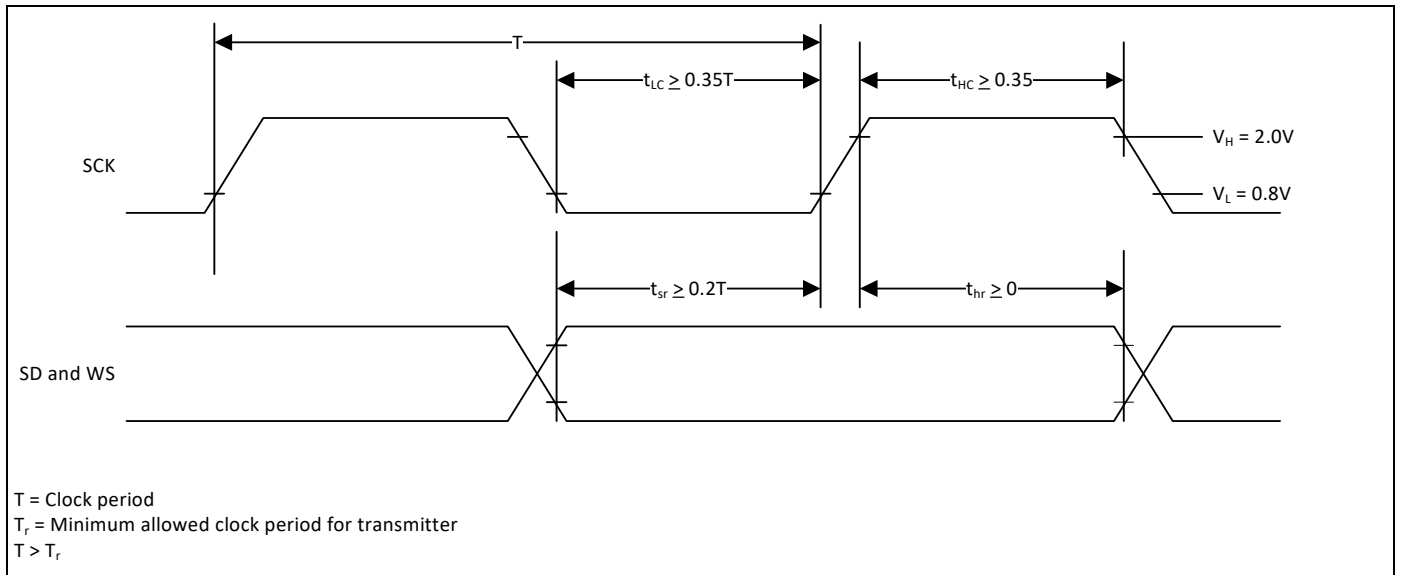 T
t_LC ≥ 0.35T
t_HC ≥ 0.35
V_H = 2.0V
SCK
V_L = 0.8V
t_sr ≥ 0.2T
t_hr ≥ 0
SD and WS
T = Clock period
T_r = Minimum allowed clock period for transmitter
T > T_r